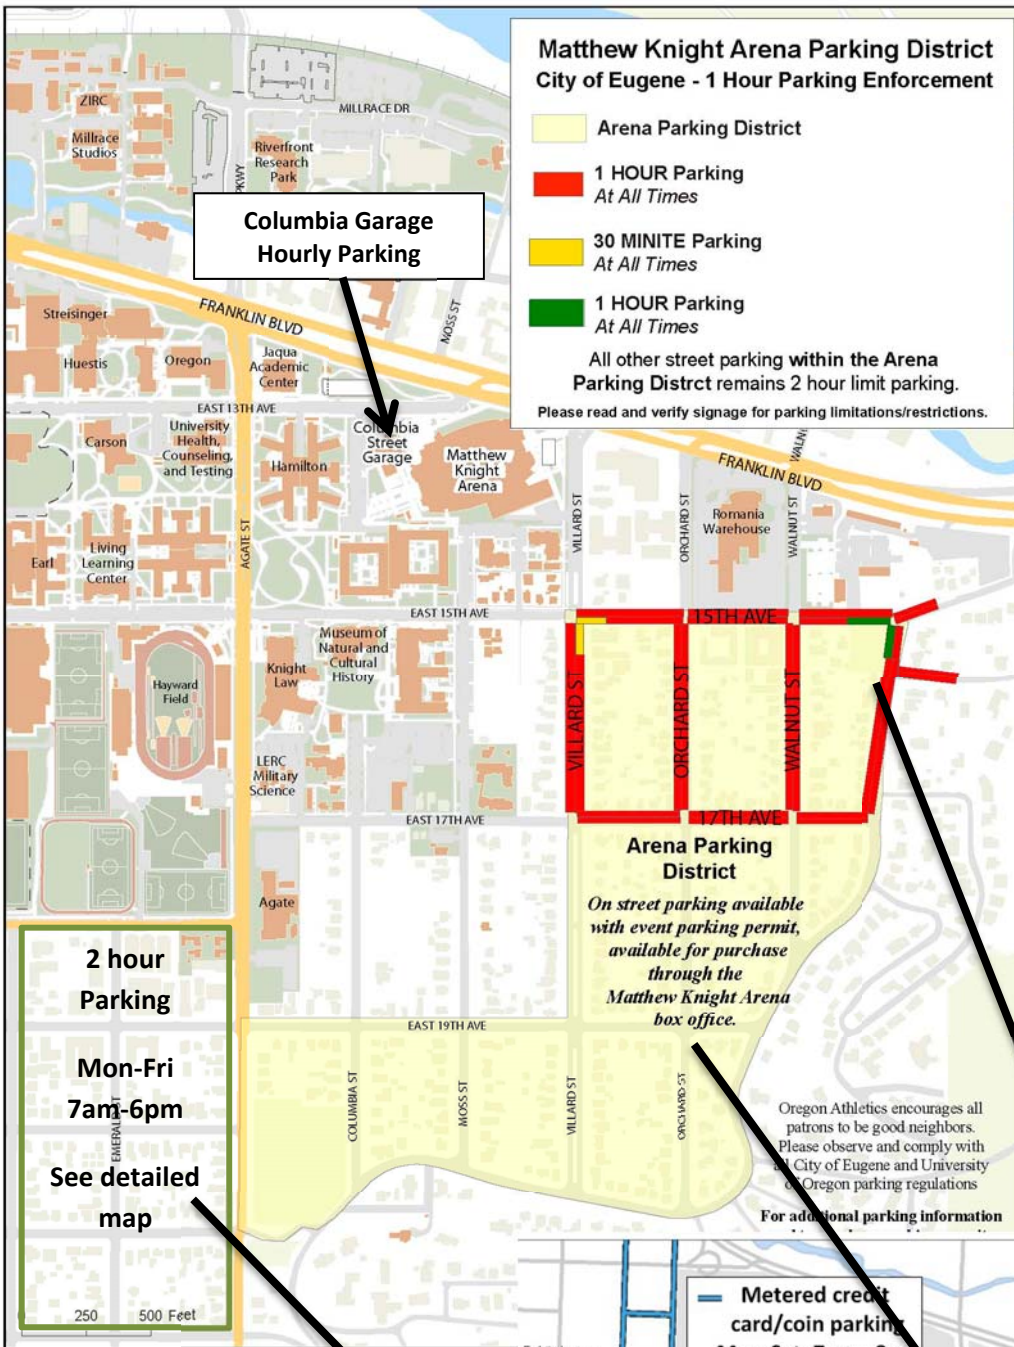 Matthew Knight Arena Parking District
City of Eugene - 1 Hour Parking Enforcement
Arena Parking District
1 HOUR Parking
At All Times
30 MINITE Parking
At All Times
1 HOUR Parking
At All Times
All other street parking within the Arena
Parking Distrct remains 2 hour limit parking.
Please read and verify signage for parking limitations/restrictions.
ZIRC
Millrace
Studios
MILLRACE DR
Riverfront
Research
Park
PKWY
Columbia Garage
Hourly Parking
FRANKLIN BLVD
MOSS ST
Streisinger
Huestis
Oregon
Jaqua
Academic
Center
EAST 13TH AVE
Carson
University
Health,
Counseling,
and Testing
Hamilton
Columbia
Street
Garage
Matthew
Knight
Arena
FRANKLIN BLVD
VILLARD ST
ORCHARD ST
WALNUT ST
Romania
Warehouse
Earl
Living
Learning
Center
AGATE ST
EAST 15TH AVE
15TH AVE
Museum of
Natural and
Cultural
History
Knight
Law
Hayward
Field
VILLARD ST
ORCHARD ST
WALNUT ST
LERC
Military
Science
EAST 17TH AVE
17TH AVE
Arena Parking
District
On street parking available
with event parking permit,
available for purchase
through the
Matthew Knight Arena
box office.
Agate
2 hour
Parking
Mon-Fri
7am-6pm
See detailed
map
EMERALD ST
EAST 19TH AVE
COLUMBIA ST
MOSS ST
VILLARD ST
ORCHARD ST
Oregon Athletics encourages all
patrons to be good neighbors.
Please observe and comply with
City of Eugene and University
of Oregon parking regulations
For additional parking information
250 500 Feet
Metered credit
card/coin parking